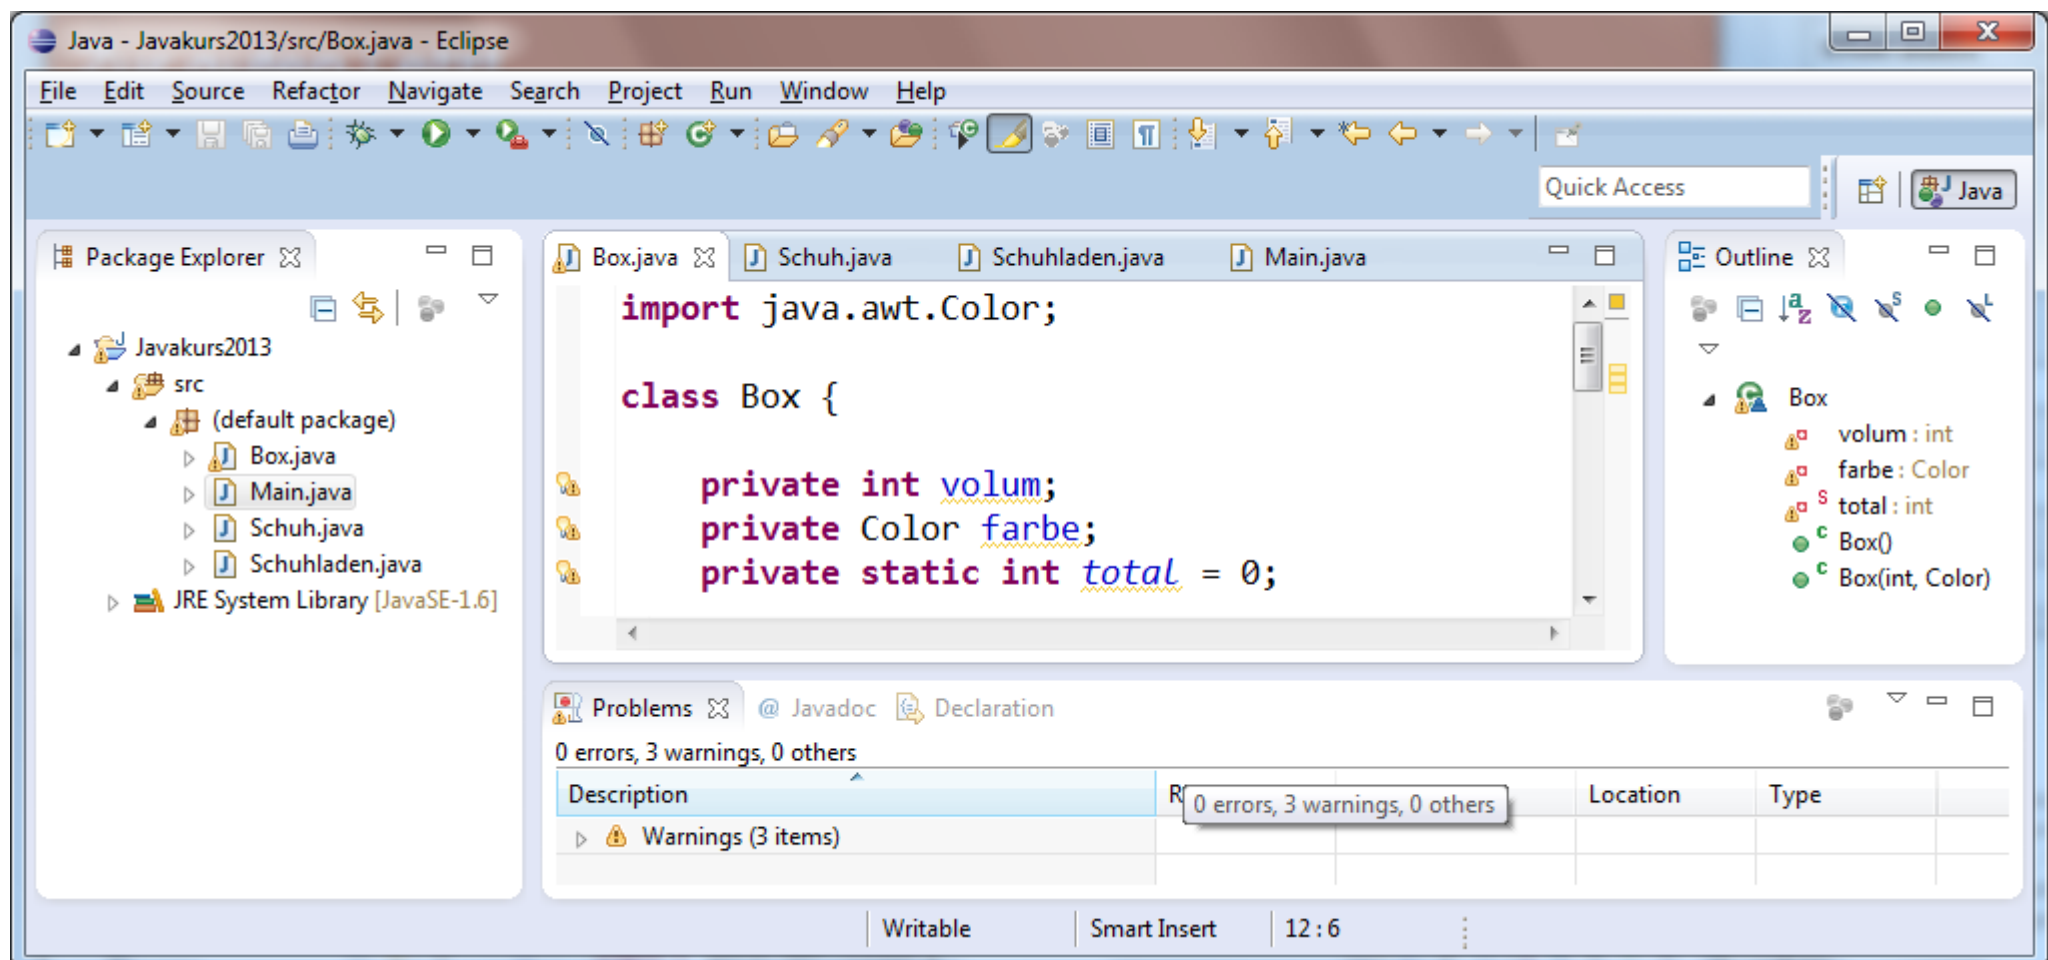 Java - Javakurs2013/src/Box.java - Eclipse
File Edit Source Refactor Navigate Search Project Run Window Help
Quick Access
Java
Package Explorer
Javakurs2013
src
(default package)
Box.java
Main.java
Schuh.java
Schuhladen.java
JRE System Library [JavaSE-1.6]
Box.java Schuh.java Schuhladen.java Main.java
import java.awt.Color;
class Box {
private int volum;
private Color farbe;
private static int total = 0;
Outline
Box
volum : int
farbe : Color
total : int
Box()
Box(int, Color)
Problems @ Javadoc Declaration
0 errors, 3 warnings, 0 others
Description Location Type
0 errors, 3 warnings, 0 others
Warnings (3 items)
Writable Smart Insert 12 : 6